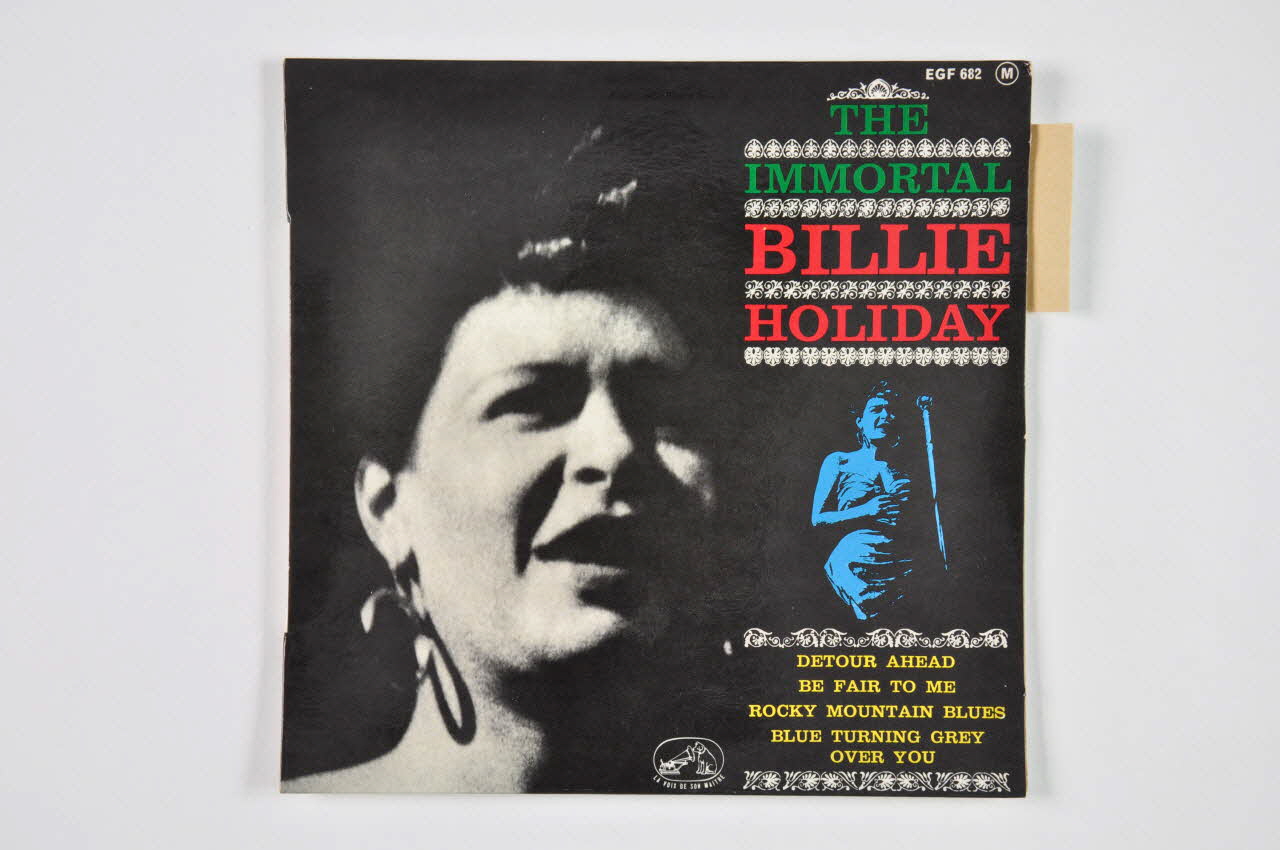 EGF 682 M
THE
IMMORTAL
BILLIE
HOLIDAY
DETOUR AHEAD
BE FAIR TO ME
ROCKY MOUNTAIN BLUES
BLUE TURNING GREY
OVER YOU
LA VOIX DE SON MAITRE